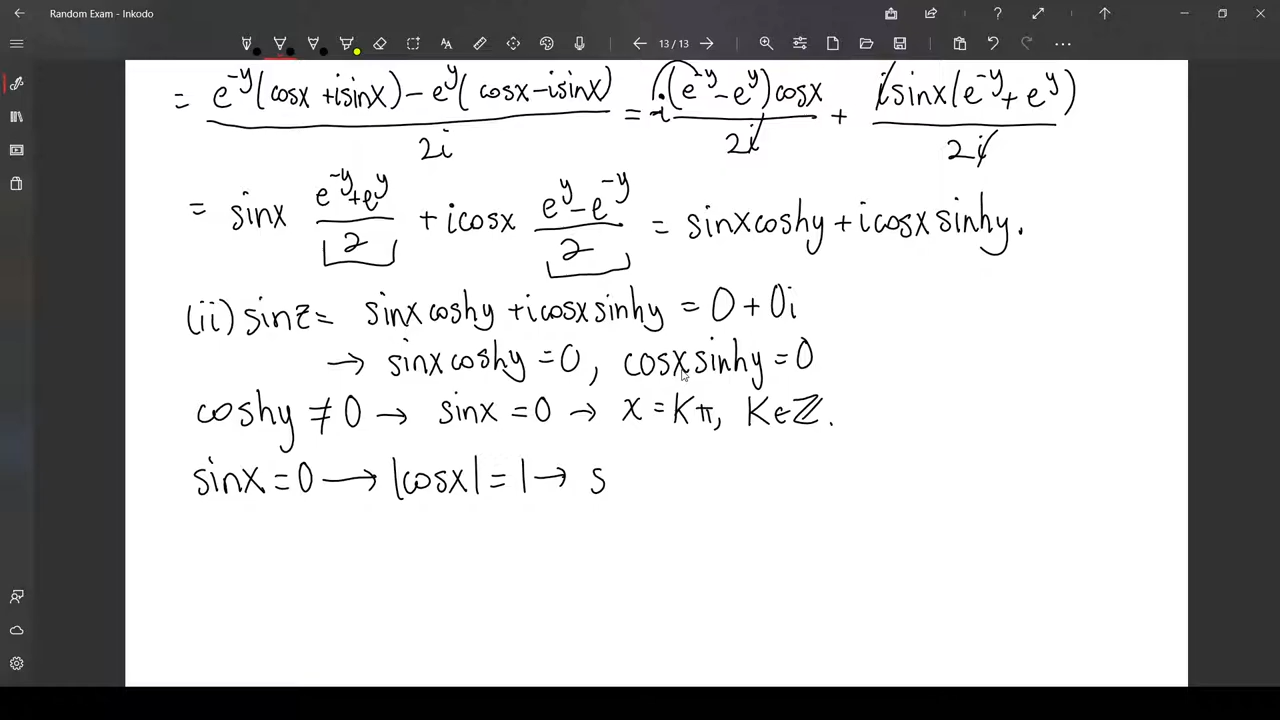 Random Exam - Inkodo
13/13
= e^-y(cosx + isinx) - e^y(cosx - isinx) / 2i = -i(e^-y - e^y)cosx / 2i + isinx(e^-y + e^y) / 2i
= sinx e^-y + e^y / 2 + icosx e^y - e^-y / 2 = sinxcoshy + icosxsinhy.
(ii) sinz = sinxcoshy + icosxsinhy = 0 + 0i
→ sinxcoshy = 0, cosxsinhy = 0
coshy ≠ 0 → sinx = 0 → x = Kπ, K∈ℤ.
sinx = 0 → |cosx| = 1 → s